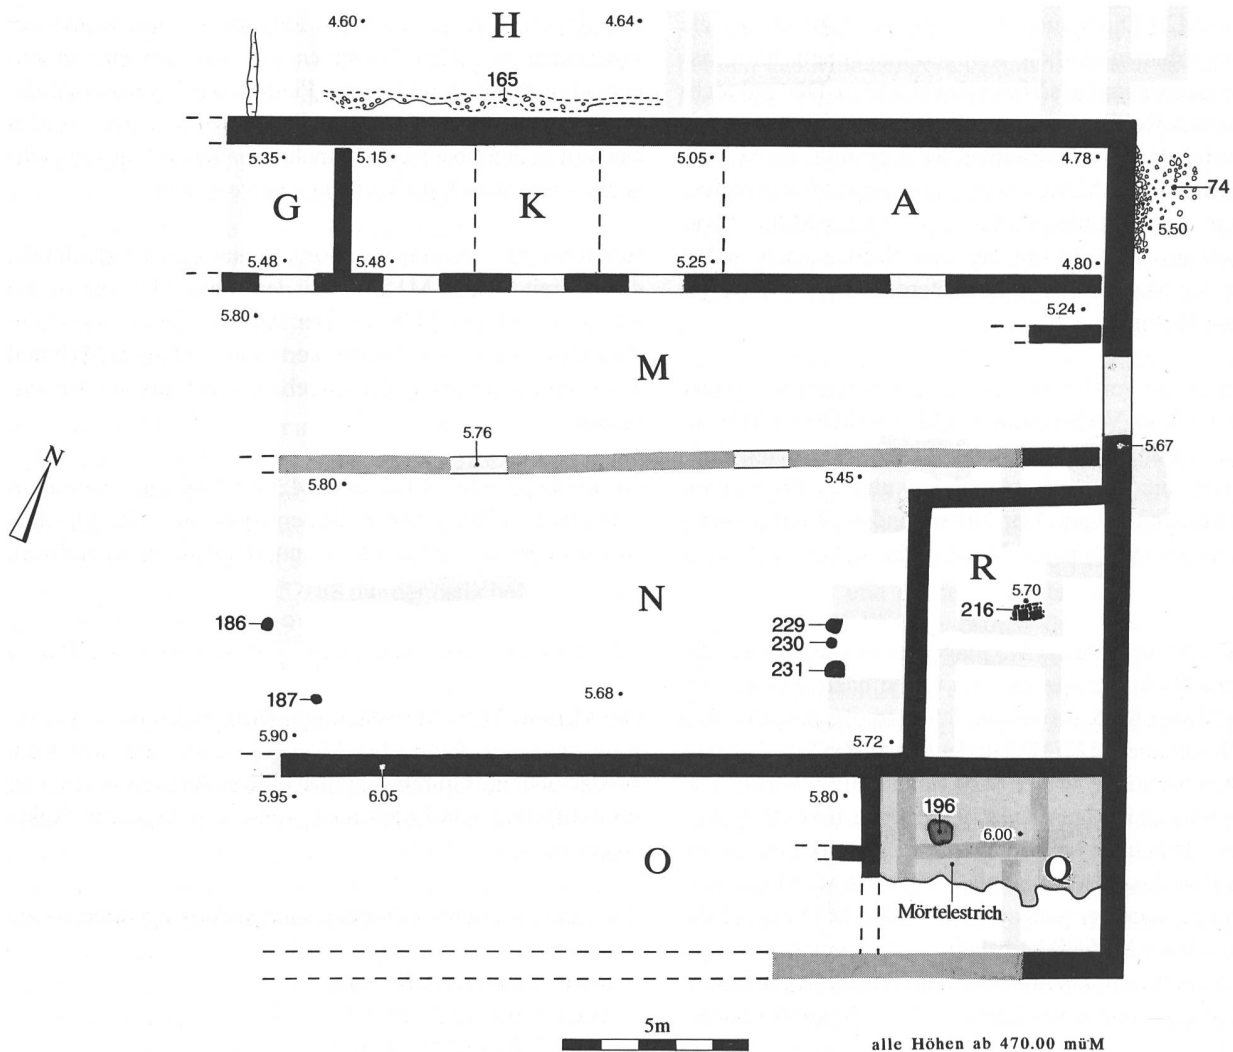 4.60 H 4.64
165
5.35 5.15 5.05 4.78
74
G K A
5.50
5.48 5.48 5.25 4.80
5.80 5.24
M
5.76 5.67
N
5.80 5.45
R
5.70
N 216
186 229
230
231
187 5.68
5.90 5.72
5.95 6.05 5.80 196
6.00
O Q
Mörtelestrich
5m
alle Höhen ab 470.00 müM